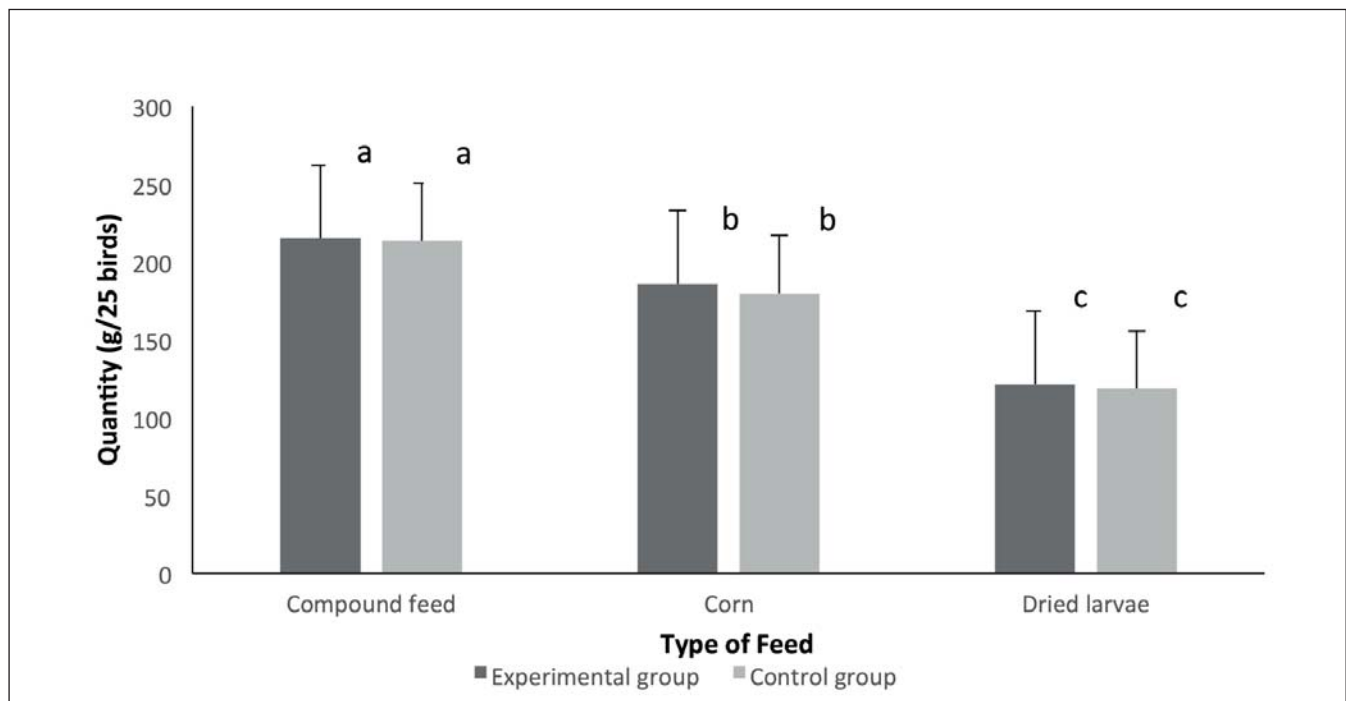 Quantity (g/25 birds)
300
250
200
150
100
50
0
a a
b b
c c
Compound feed Corn Dried larvae
Type of Feed
Experimental group Control group